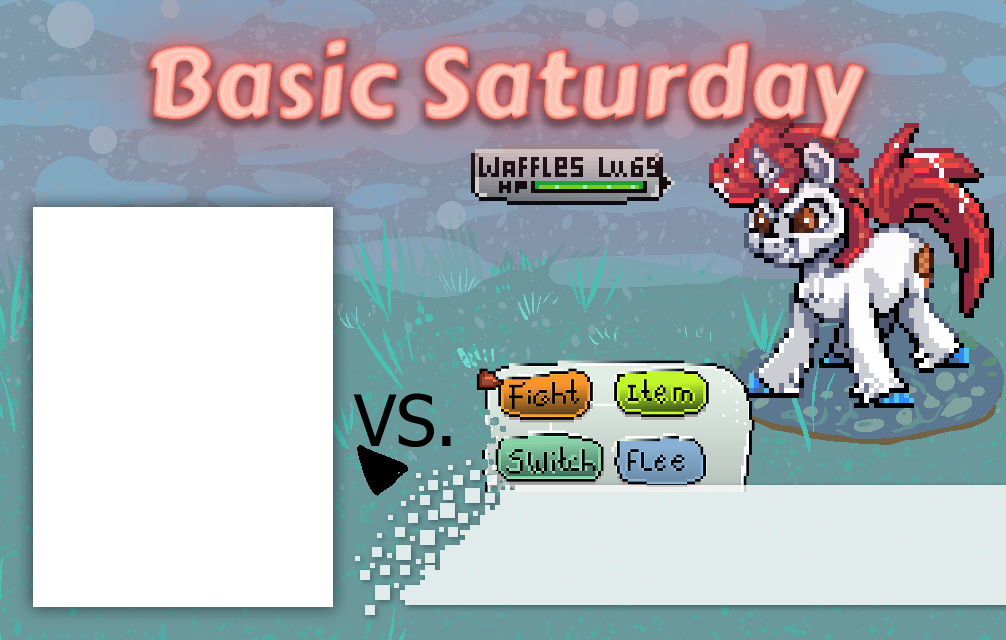 Basic Saturday
Waffles Lv.69
HP
VS.
Fight Item
Switch Flee